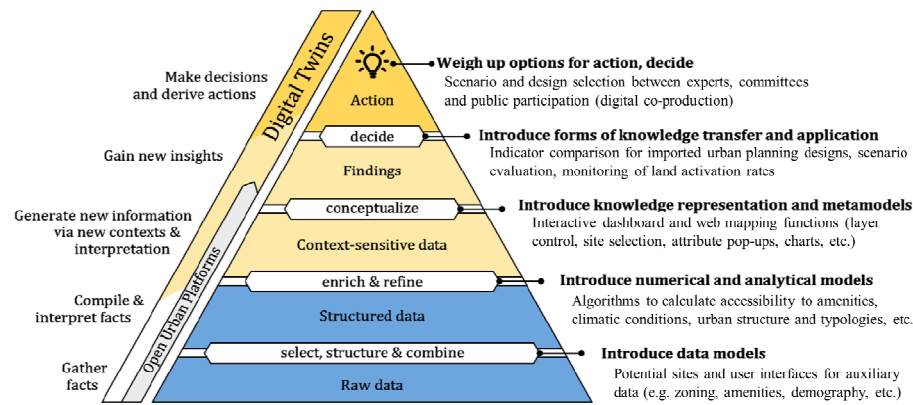 Digital Twins
Open Urban Platforms
Make decisions
and derive actions
Gain new insights
Generate new information
via new contexts &
interpretation
Compile &
interpret facts
Gather
facts
Action
decide
Findings
conceptualize
Context-sensitive data
enrich & refine
Structured data
select, structure & combine
Raw data
Weigh up options for action, decide
Scenario and design selection between experts, committees
and public participation (digital co-production)
Introduce forms of knowledge transfer and application
Indicator comparison for imported urban planning designs, scenario
evaluation, monitoring of land activation rates
Introduce knowledge representation and metamodels
Interactive dashboard and web mapping functions (layer
control, site selection, attribute pop-ups, charts, etc.)
Introduce numerical and analytical models
Algorithms to calculate accessibility to amenities,
climatic conditions, urban structure and typologies, etc.
Introduce data models
Potential sites and user interfaces for auxiliary
data (e.g. zoning, amenities, demography, etc.)